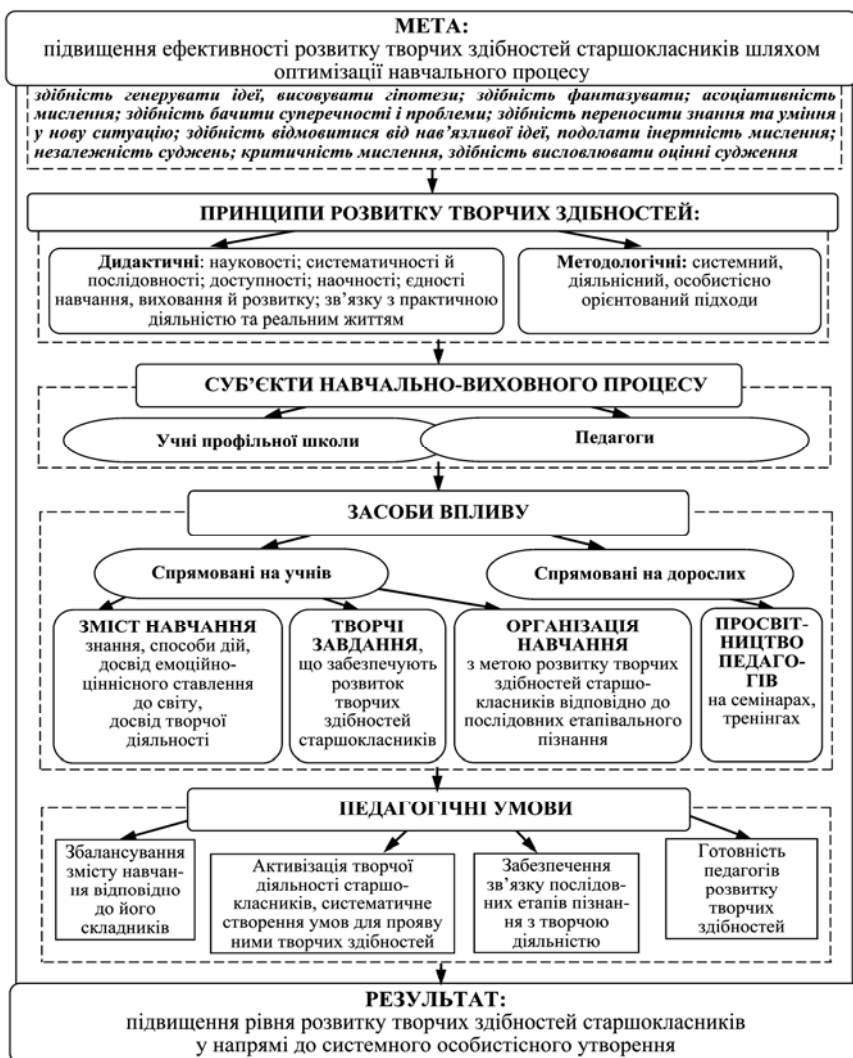 МЕТА:
підвищення ефективності розвитку творчих здібностей старшокласників шляхом
оптимізації навчального процесу
здібність генерувати ідеї, висовувати гіпотези; здібність фантазувати; асоціативність
мислення; здібність бачити суперечності і проблеми; здібність переносити знання та уміння
у нову ситуацію; здібність відмовитися від нав’язливої ідеї, подолати інертність мислення;
незалежність суджень; критичність мислення, здібність висловлювати оцінні судження
ПРИНЦИПИ РОЗВИТКУ ТВОРЧИХ ЗДІБНОСТЕЙ:
Дидактичні: науковості; систематичності й
послідовності; доступності; наочності; єдності
навчання, виховання й розвитку; зв’язку з практичною
діяльністю та реальним життям
Методологічні: системний,
діяльнісний, особистісно
орієнтований підходи
СУБ’ЄКТИ НАВЧАЛЬНО-ВИХОВНОГО ПРОЦЕСУ
Учні профільної школи
Педагоги
ЗАСОБИ ВПЛИВУ
Спрямовані на учнів
Спрямовані на дорослих
ЗМІСТ НАВЧАННЯ
знання, способи дій,
досвід емоційно-
ціннісного ставлення
до світу,
досвід творчої
діяльності
ТВОРЧІ
ЗАВДАННЯ,
що забезпечують
розвиток
творчих
здібностей
старшокласників
ОРГАНІЗАЦІЯ
НАВЧАННЯ
з метою розвитку творчих
здібностей старшо-
класників відповідно до
послідовних етапівального
пізнання
ПРОСВІТ-
НИЦТВО
ПЕДАГО-
ГІВ
на семінарах,
тренінгах
ПЕДАГОГІЧНІ УМОВИ
Збалансування
змісту навчан-
ня відповідно
до його
складників
Активізація творчої
діяльності старшо-
класників, систематичне
створення умов для прояву
ними творчих здібностей
Забезпечення
зв’язку послідов-
них етапів пізнан-
ня з творчою
діяльністю
Готовність
педагогів
розвитку
творчих
здібностей
РЕЗУЛЬТАТ:
підвищення рівня розвитку творчих здібностей старшокласників
у напрямі до системного особистісного утворення